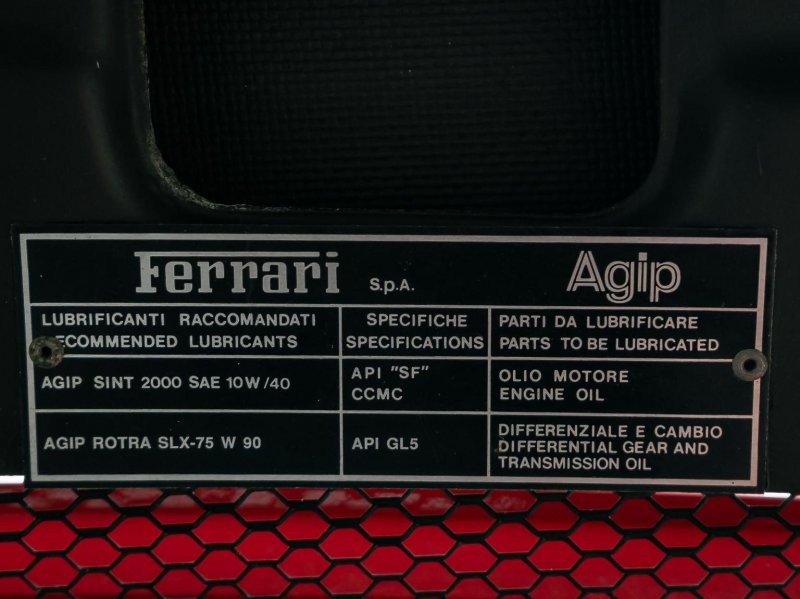 Ferrari S.p.A. Agip
LUBRIFICANTI RACCOMANDATI SPECIFICHE PARTI DA LUBRIFICARE
ECOMMENDED LUBRICANTS SPECIFICATIONS PARTS TO BE LUBRICATED
AGIP SINT 2000 SAE 10W/40 API "SF" OLIO MOTORE
CCMC ENGINE OIL
AGIP ROTRA SLX-75 W 90 API GL5 DIFFERENZIALE E CAMBIO
DIFFERENTIAL GEAR AND
TRANSMISSION OIL